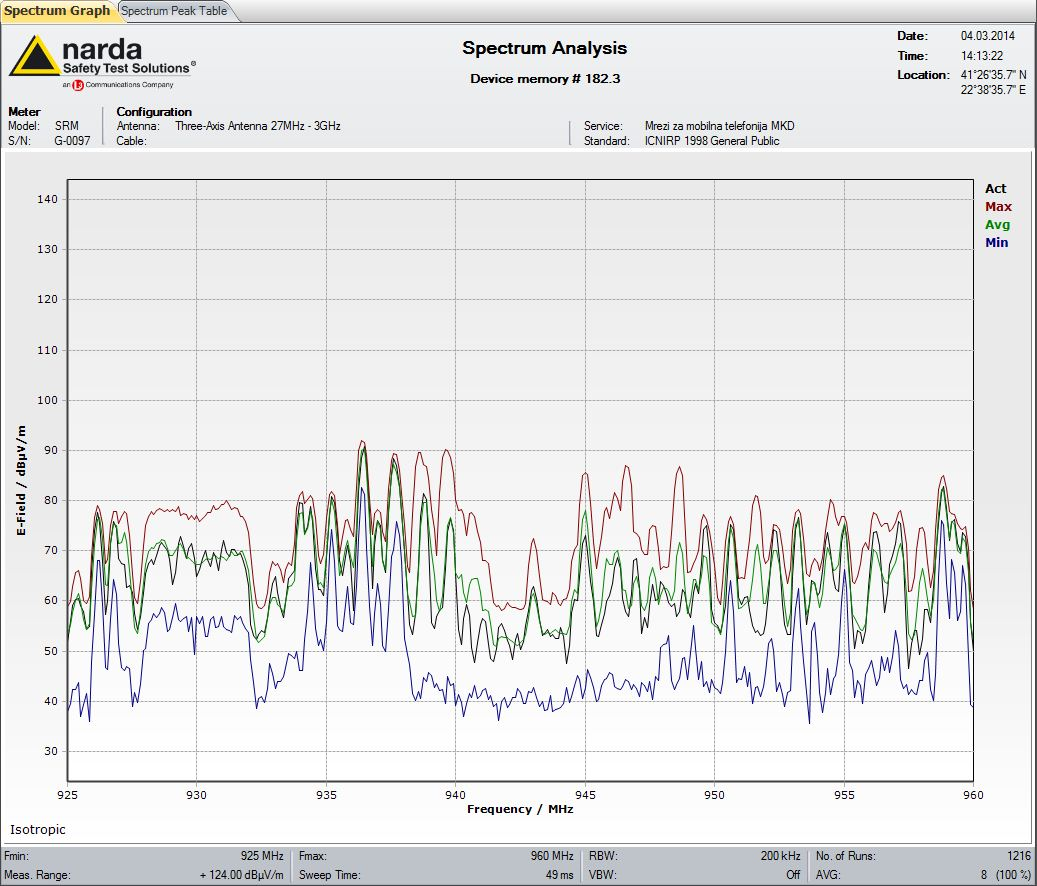 Spectrum Graph Spectrum Peak Table
narda
Safety Test Solutions®
an L3 Communications Company
Spectrum Analysis
Device memory # 182.3
Date: 04.03.2014
Time: 14:13:22
Location: 41°26'35.7" N
22°38'35.7" E
Meter
Model: SRM
S/N: G-0097
Configuration
Antenna: Three-Axis Antenna 27MHz - 3GHz
Cable:
Service: Mrezi za mobilna telefonija MKD
Standard: ICNIRP 1998 General Public
Act
Max
Avg
Min
140
130
120
110
100
90
80
70
60
50
40
30
E-Field / dBµV/m
925 930 935 940 945 950 955 960
Frequency / MHz
Isotropic
Fmin: 925 MHz Fmax: 960 MHz RBW: 200 kHz No. of Runs: 1216
Meas. Range: + 124.00 dBµV/m Sweep Time: 49 ms VBW: Off AVG: 8 (100 %)